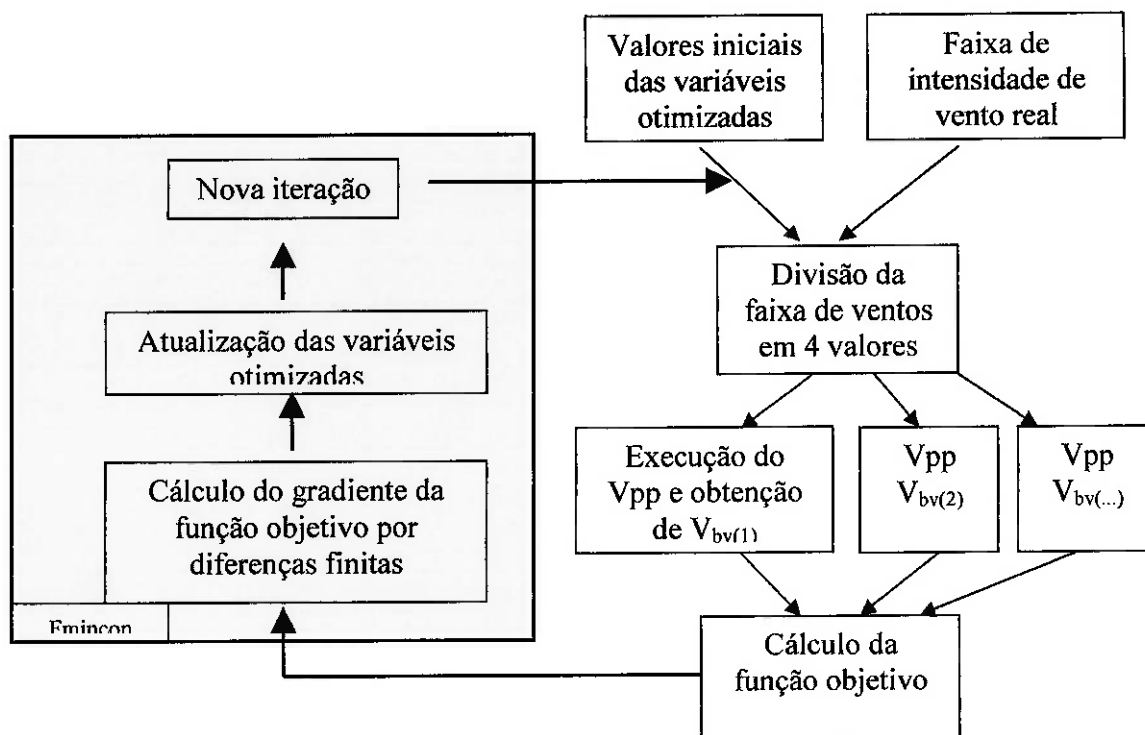 Valores iniciais
das variáveis
otimizadas
Faixa de
intensidade de
vento real
Nova iteração
Divisão da
faixa de ventos
em 4 valores
Atualização das variáveis
otimizadas
Execução do
Vpp e obtenção
de Vbv(1)
Vpp
Vbv(2)
Vpp
Vbv(...)
Cálculo do gradiente da
função objetivo por
diferenças finitas
Fmincon
Cálculo da
função objetivo